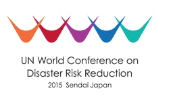 UN World Conference on
Disaster Risk Reduction
2015 Sendai Japan